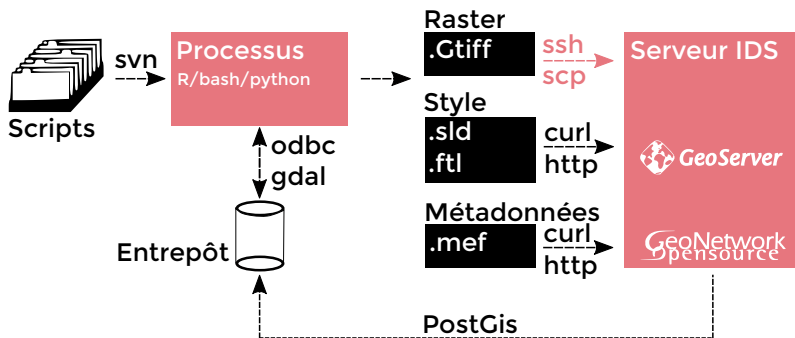 Scripts
svn
Processus
R/bash/python
odbc
gdal
Entrepôt
Raster
.Gtiff
ssh
scp
Style
.sld
.ftl
curl
http
Métadonnées
.mef
curl
http
Serveur IDS
GeoServer
GeoNetwork
Opensource
PostGis